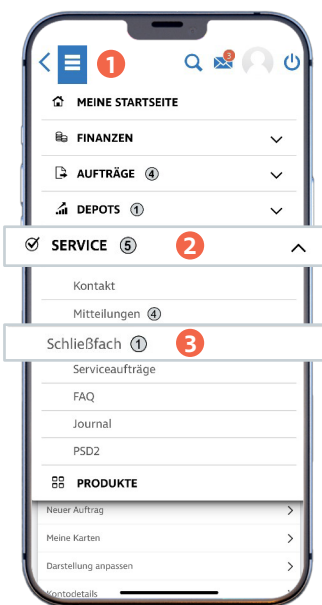 1
3
MEINE STARTSEITE
FINANZEN
AUFTRÄGE 4
DEPOTS 1
SERVICE 5 2
Kontakt
Mitteilungen 4
Schließfach 1 3
Serviceaufträge
FAQ
Journal
PSD2
PRODUKTE
Neuer Auftrag
Meine Karten
Darstellung anpassen
Kontodetails